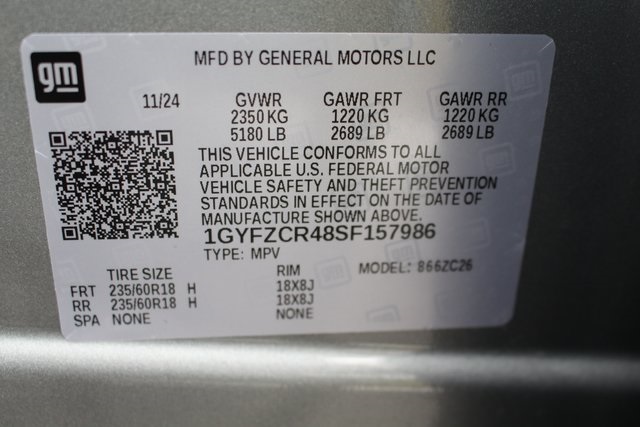 gm
MFD BY GENERAL MOTORS LLC
11/24 GVWR GAWR FRT GAWR RR
2350 KG 1220 KG 1220 KG
5180 LB 2689 LB 2689 LB
THIS VEHICLE CONFORMS TO ALL
APPLICABLE U.S. FEDERAL MOTOR
VEHICLE SAFETY AND THEFT PREVENTION
STANDARDS IN EFFECT ON THE DATE OF
MANUFACTURE SHOWN ABOVE.
1GYFZCR48SF157986
TYPE: MPV
TIRE SIZE RIM MODEL: 866ZC26
FRT 235/60R18 H 18X8J
RR 235/60R18 H 18X8J
SPA NONE NONE